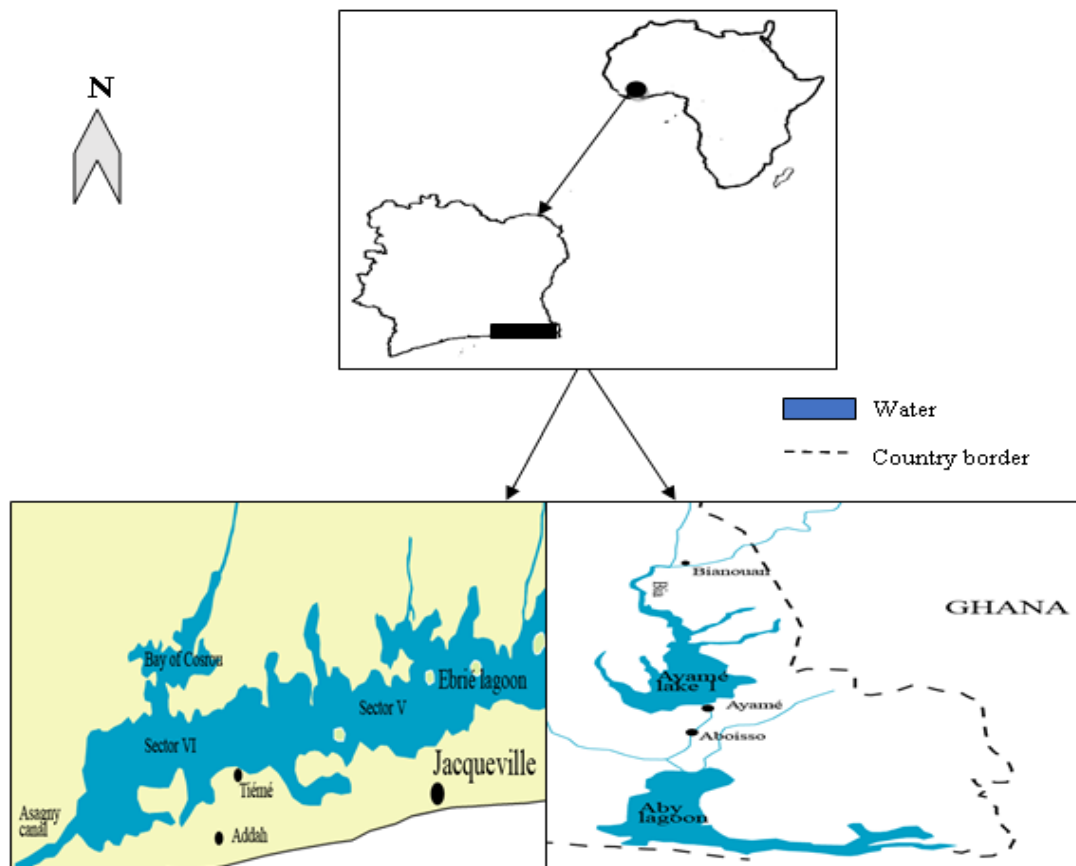 N
Water
Country border
Bay of Cosrou
Ebrié lagoon
Sector V
Sector VI
Jacqueville
Tiémé
Asagny
canal
Addah
Bianouan
Bia
GHANA
Ayamé
lake 1
Ayamé
Aboisso
Aby
lagoon